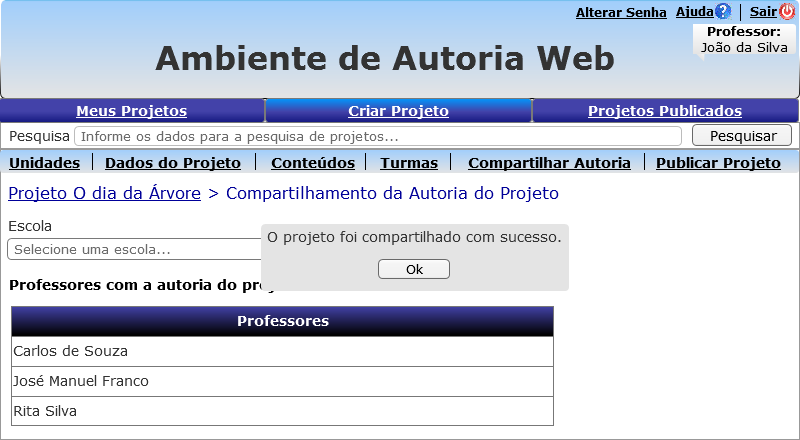 Alterar Senha Ajuda ? Sair
Professor:
João da Silva
Ambiente de Autoria Web
Meus Projetos Criar Projeto Projetos Publicados
Pesquisa Informe os dados para a pesquisa de projetos... Pesquisar
Unidades Dados do Projeto Conteúdos Turmas Compartilhar Autoria Publicar Projeto
Projeto O dia da Árvore > Compartilhamento da Autoria do Projeto
Escola
Selecione uma escola...
O projeto foi compartilhado com sucesso.
Ok
Professores com a autoria do
Professores
Carlos de Souza
José Manuel Franco
Rita Silva